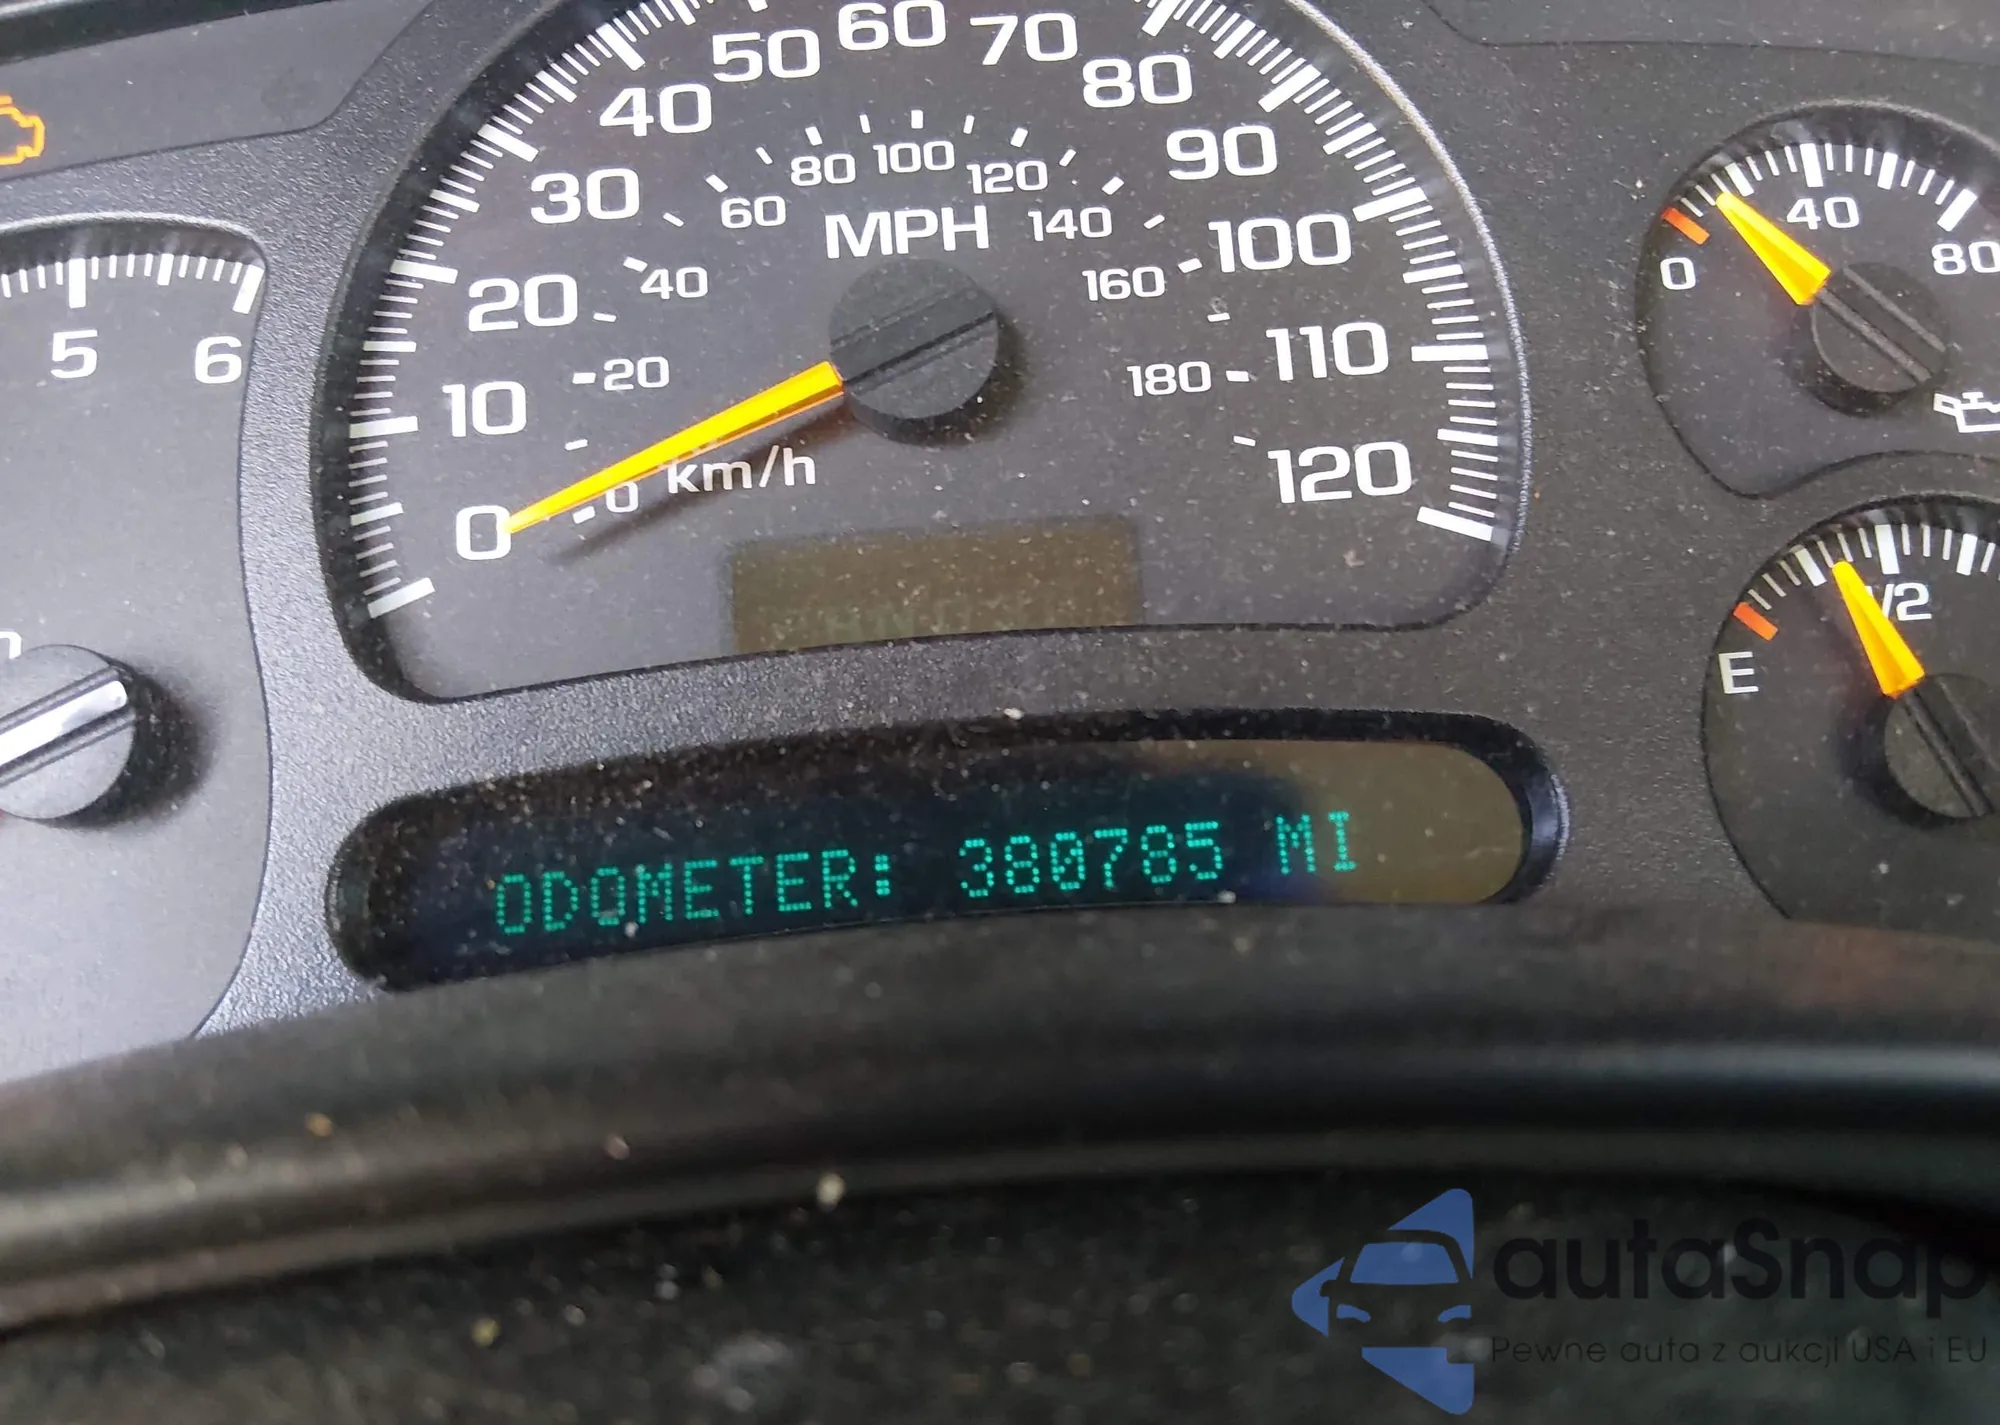 50 60 70
40 80
30 90
20 100
10 110
0 120
80 100 120
60 140
40 160
20 180
0
MPH
km/h
5 6
0 40 80
E 1/2
ODOMETER: 380785 MI
autaSnap
Pewne auta z aukcji USA i EU